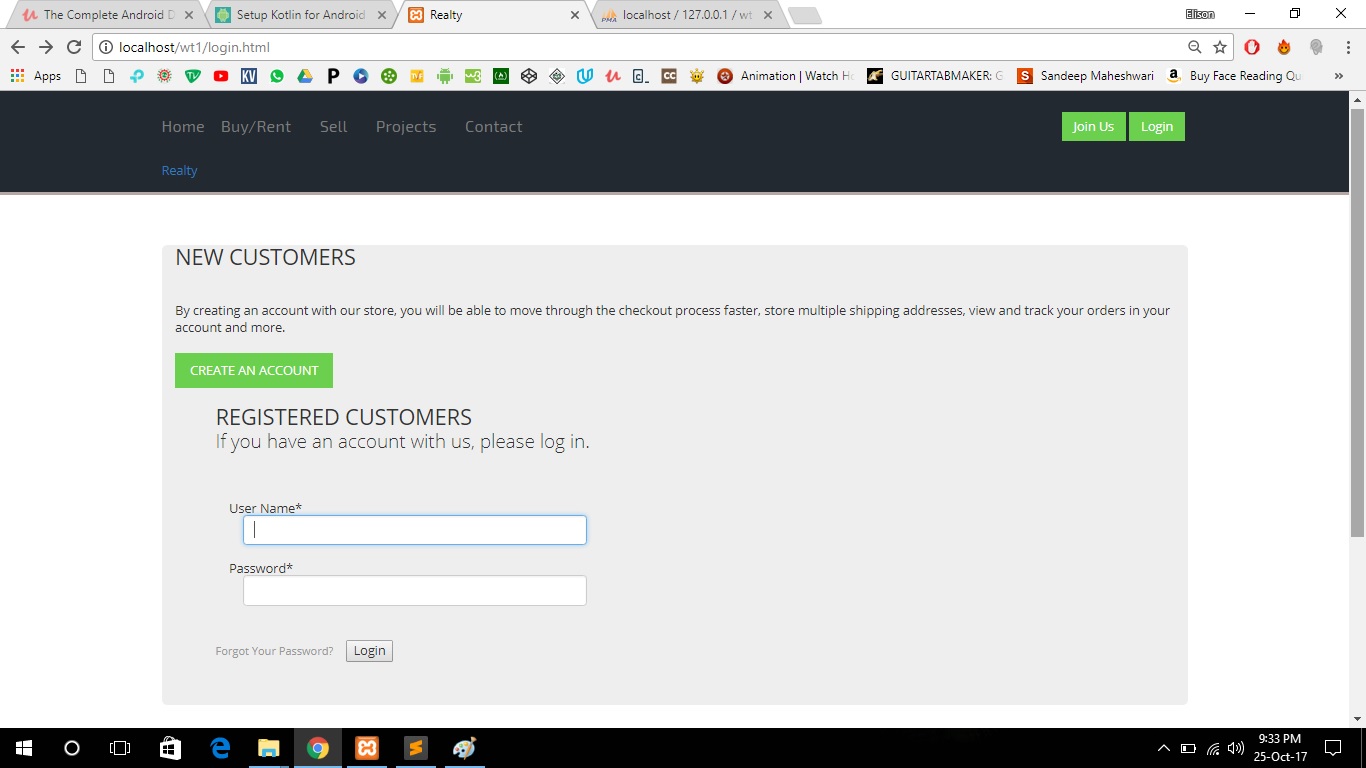 The Complete Android D
Setup Kotlin for Android
Realty
localhost / 127.0.0.1 / wt
Elison
localhost/wt1/login.html
Apps
Animation | Watch
GUITARTABMAKER: G
Sandeep Maheshwari
Buy Face Reading Qu
Home
Buy/Rent
Sell
Projects
Contact
Join Us
Login
Realty
NEW CUSTOMERS
By creating an account with our store, you will be able to move through the checkout process faster, store multiple shipping addresses, view and track your orders in your
account and more.
CREATE AN ACCOUNT
REGISTERED CUSTOMERS
If you have an account with us, please log in.
User Name*
Password*
Forgot Your Password?
Login
9:33 PM
25-Oct-17